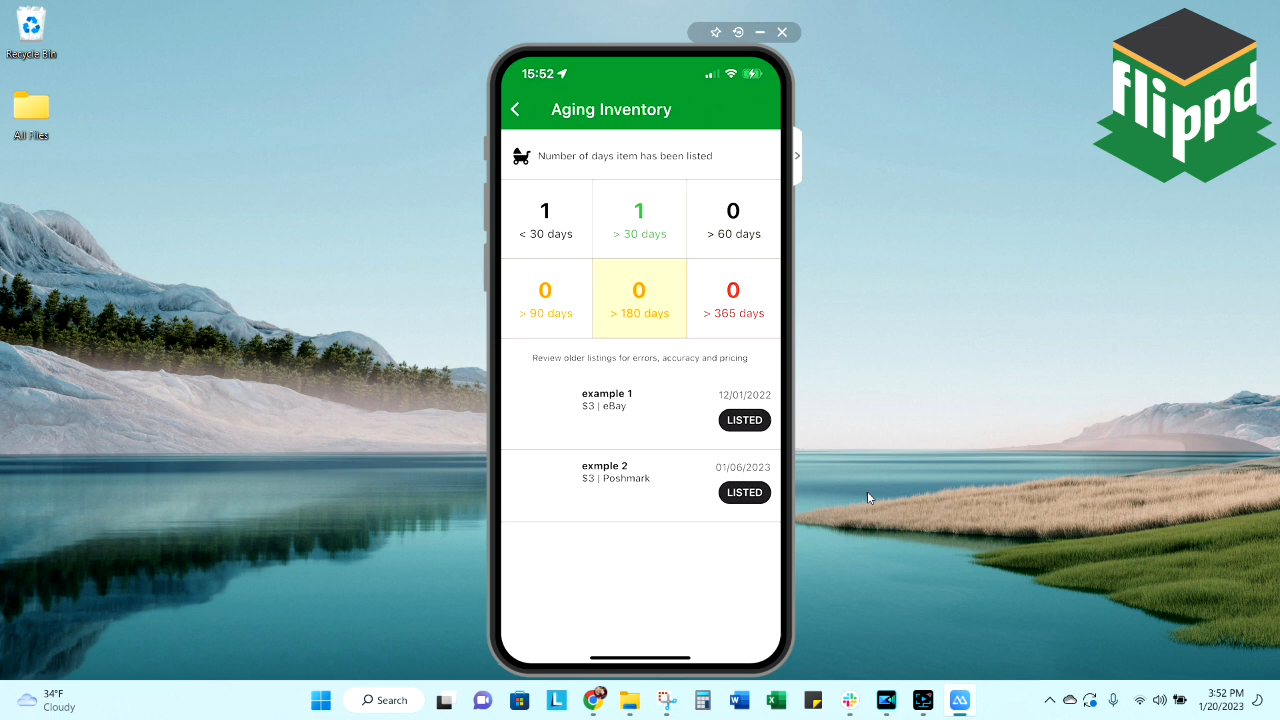 Recycle Bin
All Files
flippd
15:52
Aging Inventory
Number of days item has been listed
1
< 30 days
1
> 30 days
0
> 60 days
0
> 90 days
0
> 180 days
0
> 365 days
Review older listings for errors, accuracy and pricing
example 1
$3 | eBay
12/01/2022
LISTED
exmple 2
$3 | Poshmark
01/06/2023
LISTED
34°F
Cloudy
Search
3:52 PM
1/20/2023